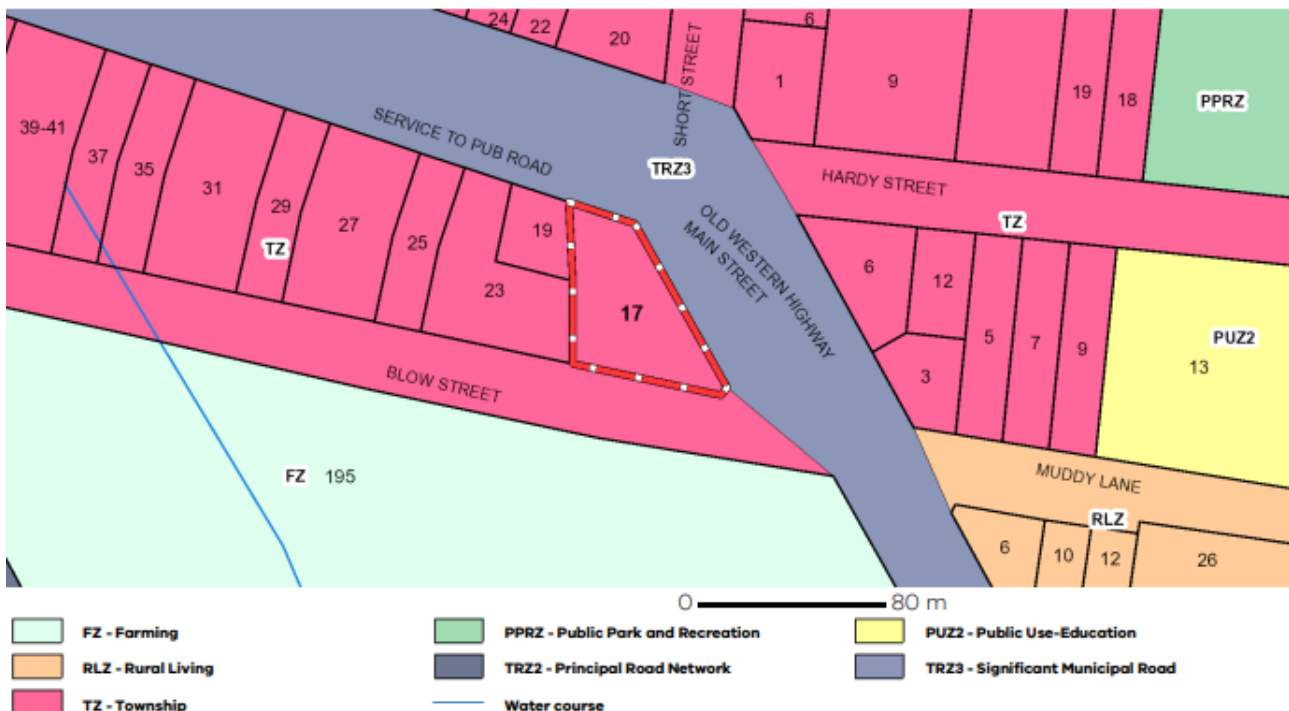 24
22
20
6
1
9
19
18
PPRZ
SHORT STREET
39-41
37
35
31
29
TZ
27
25
23
19
17
SERVICE TO PUB ROAD
TRZ3
HARDY STREET
TZ
OLD WESTERN HIGHWAY
MAIN STREET
6
12
5
7
9
3
PUZ2
13
BLOW STREET
FZ 195
MUDDY LANE
RLZ
6
10
12
26
0 80 m
FZ - Farming
RLZ - Rural Living
TZ - Township
PPRZ - Public Park and Recreation
TRZ2 - Principal Road Network
Water course
PUZ2 - Public Use-Education
TRZ3 - Significant Municipal Road